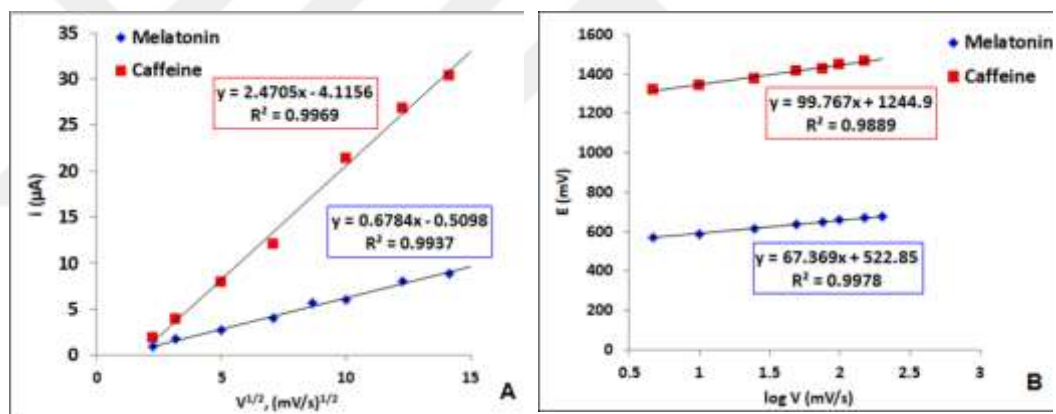 35
30
25
20
15
10
5
0
I (µA)
Melatonin
Caffeine
y = 2.4705x - 4.1156
R² = 0.9969
y = 0.6784x - 0.5098
R² = 0.9937
0 5 10 15
V^1/2, (mV/s)^1/2
A
1600
1400
1200
1000
800
600
400
200
0
E (mV)
Melatonin
Caffeine
y = 99.767x + 1244.9
R² = 0.9889
y = 67.369x + 522.85
R² = 0.9978
0.5 1 1.5 2 2.5 3
log V (mV/s)
B